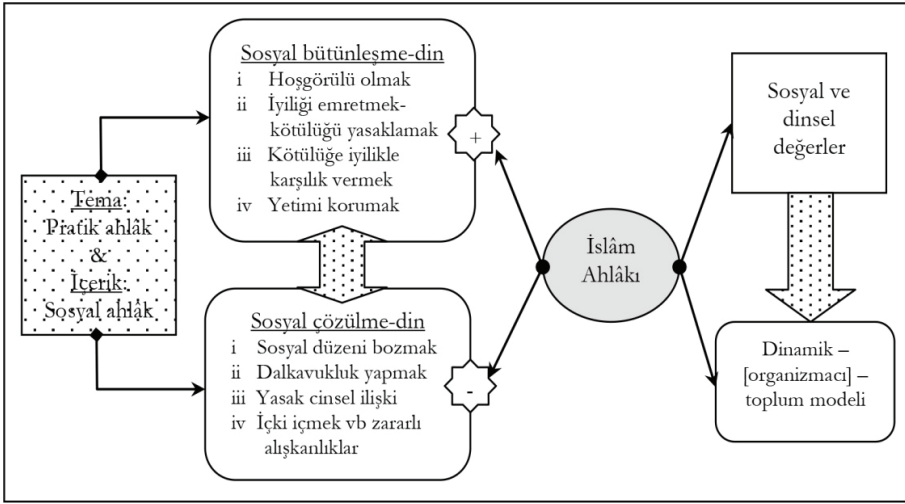 Tema:
Pratik ahlâk
&
İçerik:
Sosyal ahlâk
Sosyal bütünleşme-din
i Hoşgörülü olmak
ii İyiliği emretmek-
kötülüğü yasaklamak
iii Kötülüğe iyilikle
karşılık vermek
iv Yetimi korumak
+
Sosyal çözülme-din
i Sosyal düzeni bozmak
ii Dalkavukluk yapmak
iii Yasak cinsel ilişki
iv İçki içmek vb zararlı
alışkanlıklar
-
İslâm
Ahlâkı
Sosyal ve
dinsel
değerler
Dinamik –
[organizmacı] –
toplum modeli